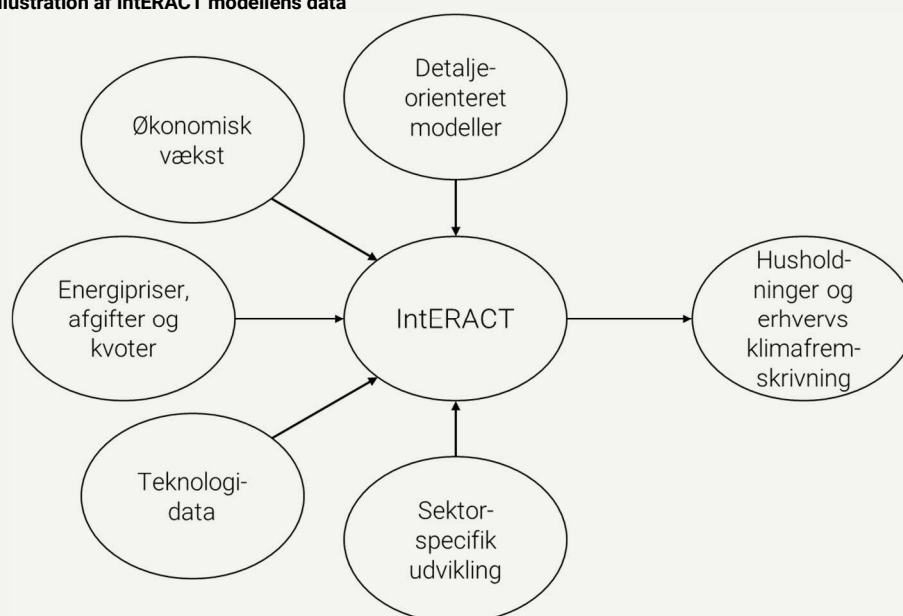 Illustration af IntERACT modellens data
Detalje-
orienteret
modeller
Økonomisk
vækst
Energipriser,
afgifter og
kvoter
IntERACT
Hushold-
ninger og
erhvervs
klimafrem-
skrivning
Teknologi-
data
Sektor-
specifik
udvikling